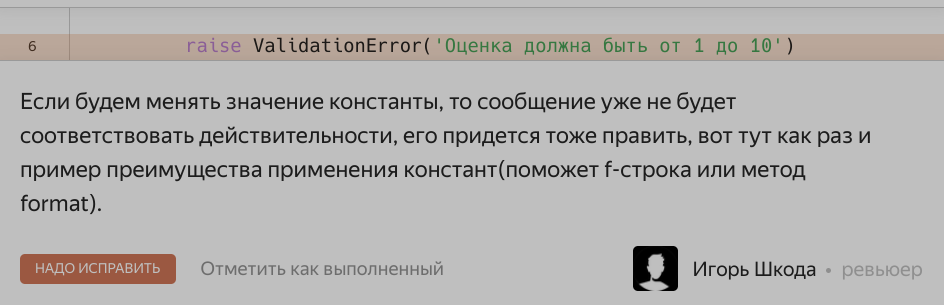 6 raise ValidationError('Оценка должна быть от 1 до 10')
Если будем менять значение константы, то сообщение уже не будет
соответствовать действительности, его придется тоже править, вот тут как раз и
пример преимущества применения констант(поможет f-строка или метод
format).
НАДО ИСПРАВИТЬ Отметить как выполненный Игорь Шкода • ревьюер